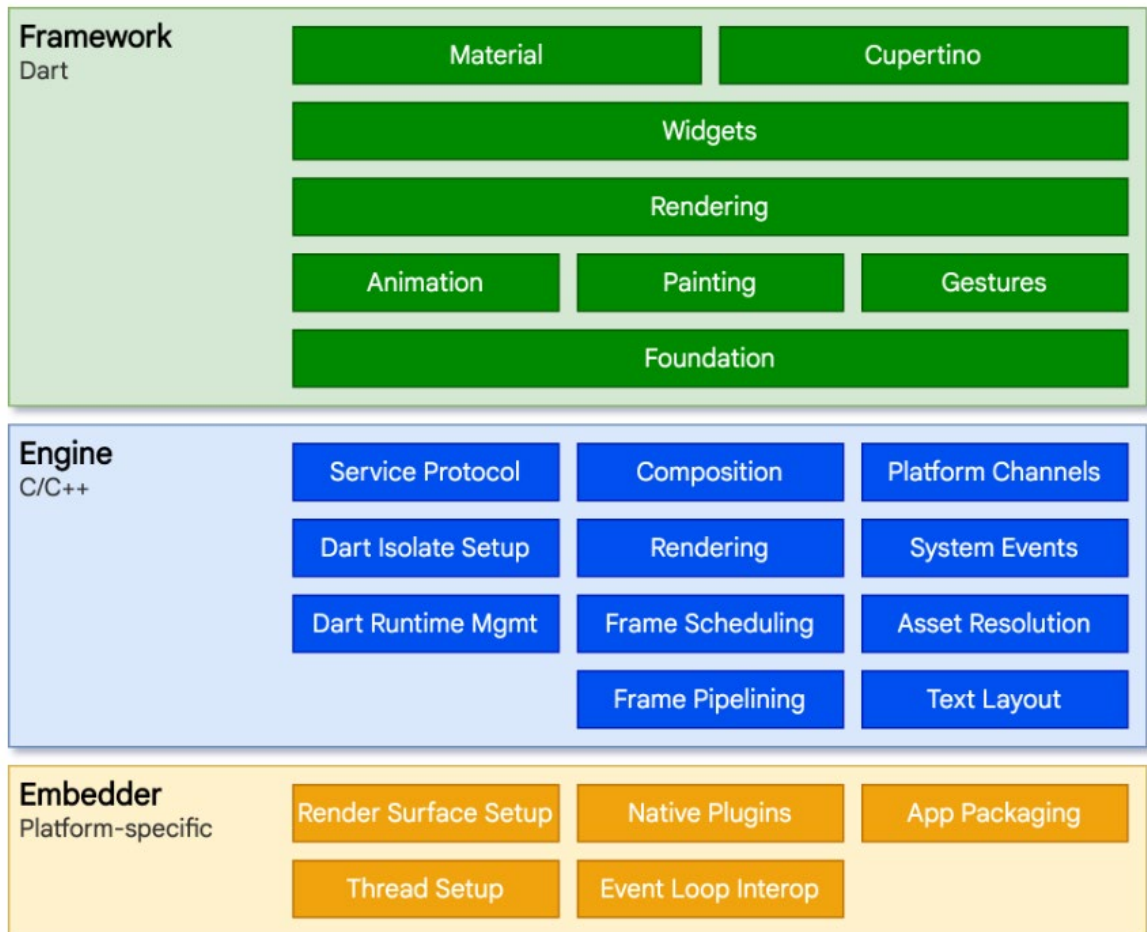 Framework
Dart
Material
Cupertino
Widgets
Rendering
Animation
Painting
Gestures
Foundation
Engine
C/C++
Service Protocol
Composition
Platform Channels
Dart Isolate Setup
Rendering
System Events
Dart Runtime Mgmt
Frame Scheduling
Asset Resolution
Frame Pipelining
Text Layout
Embedder
Platform-specific
Render Surface Setup
Native Plugins
App Packaging
Thread Setup
Event Loop Interop